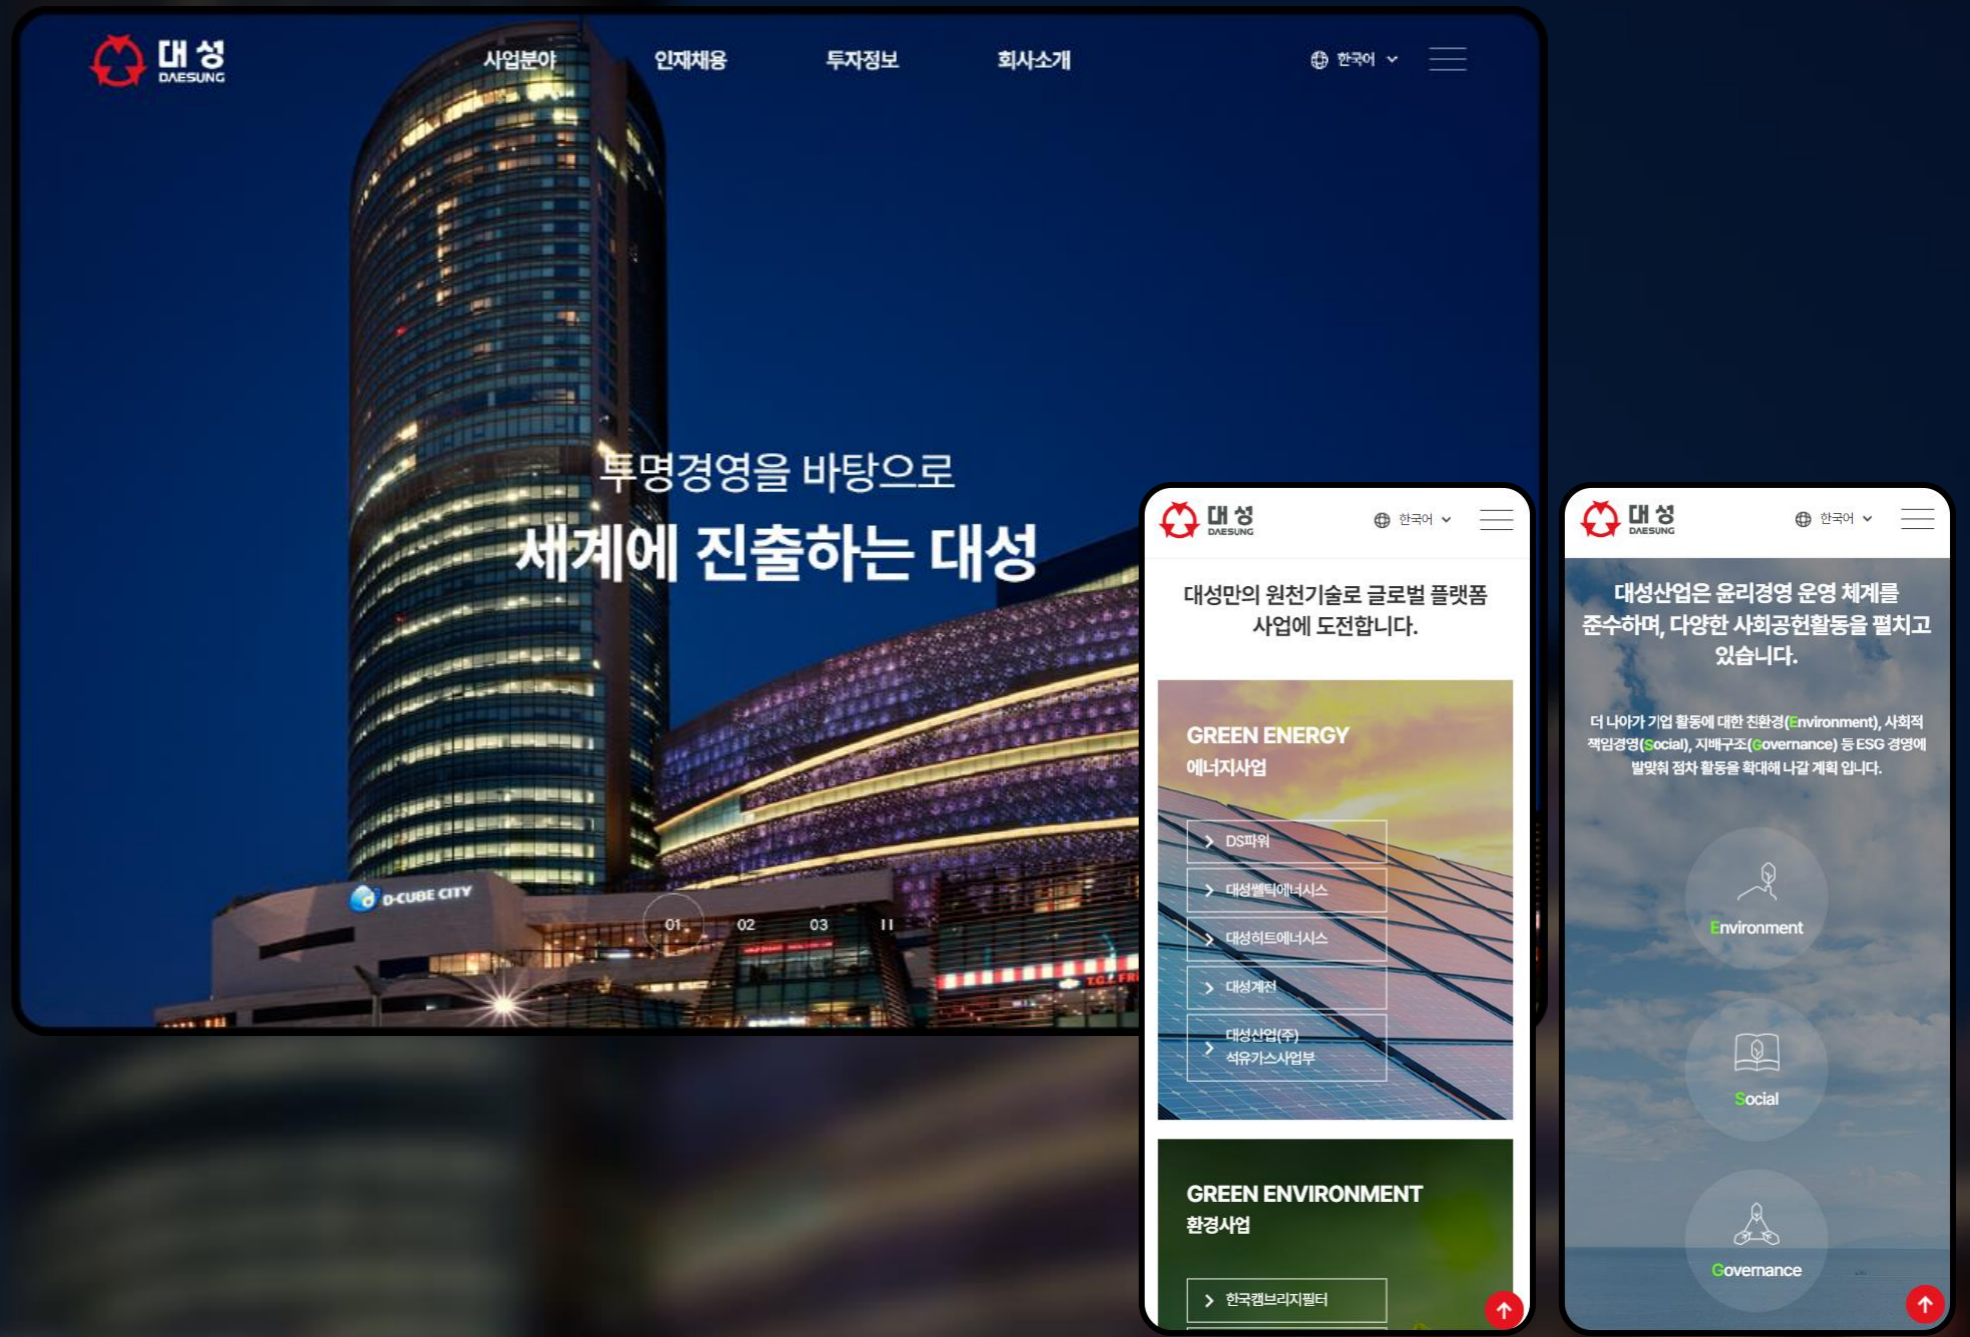 대성
DAESUNG
사업분야
인재채용
투자정보
회사소개
한국어
투명경영을 바탕으로
세계에 진출하는 대성
D-CUBE CITY
01
02
03
대성
DAESUNG
한국어
대성만의 원천기술로 글로벌 플랫폼
사업에 도전합니다.
GREEN ENERGY
에너지사업
DS파워
대성쎌틱에너시스
대성히트에너시스
대성계전
대성산업(주)
석유가스사업부
GREEN ENVIRONMENT
환경사업
한국캠브리지필터
대성
DAESUNG
한국어
대성산업은 윤리경영 운영 체계를
준수하며, 다양한 사회공헌활동을 펼치고
있습니다.
더 나아가 기업 활동에 대한 친환경(Environment), 사회적
책임경영(Social), 지배구조(Governance) 등 ESG 경영에
발맞춰 점차 활동을 확대해 나갈 계획 입니다.
Environment
Social
Governance